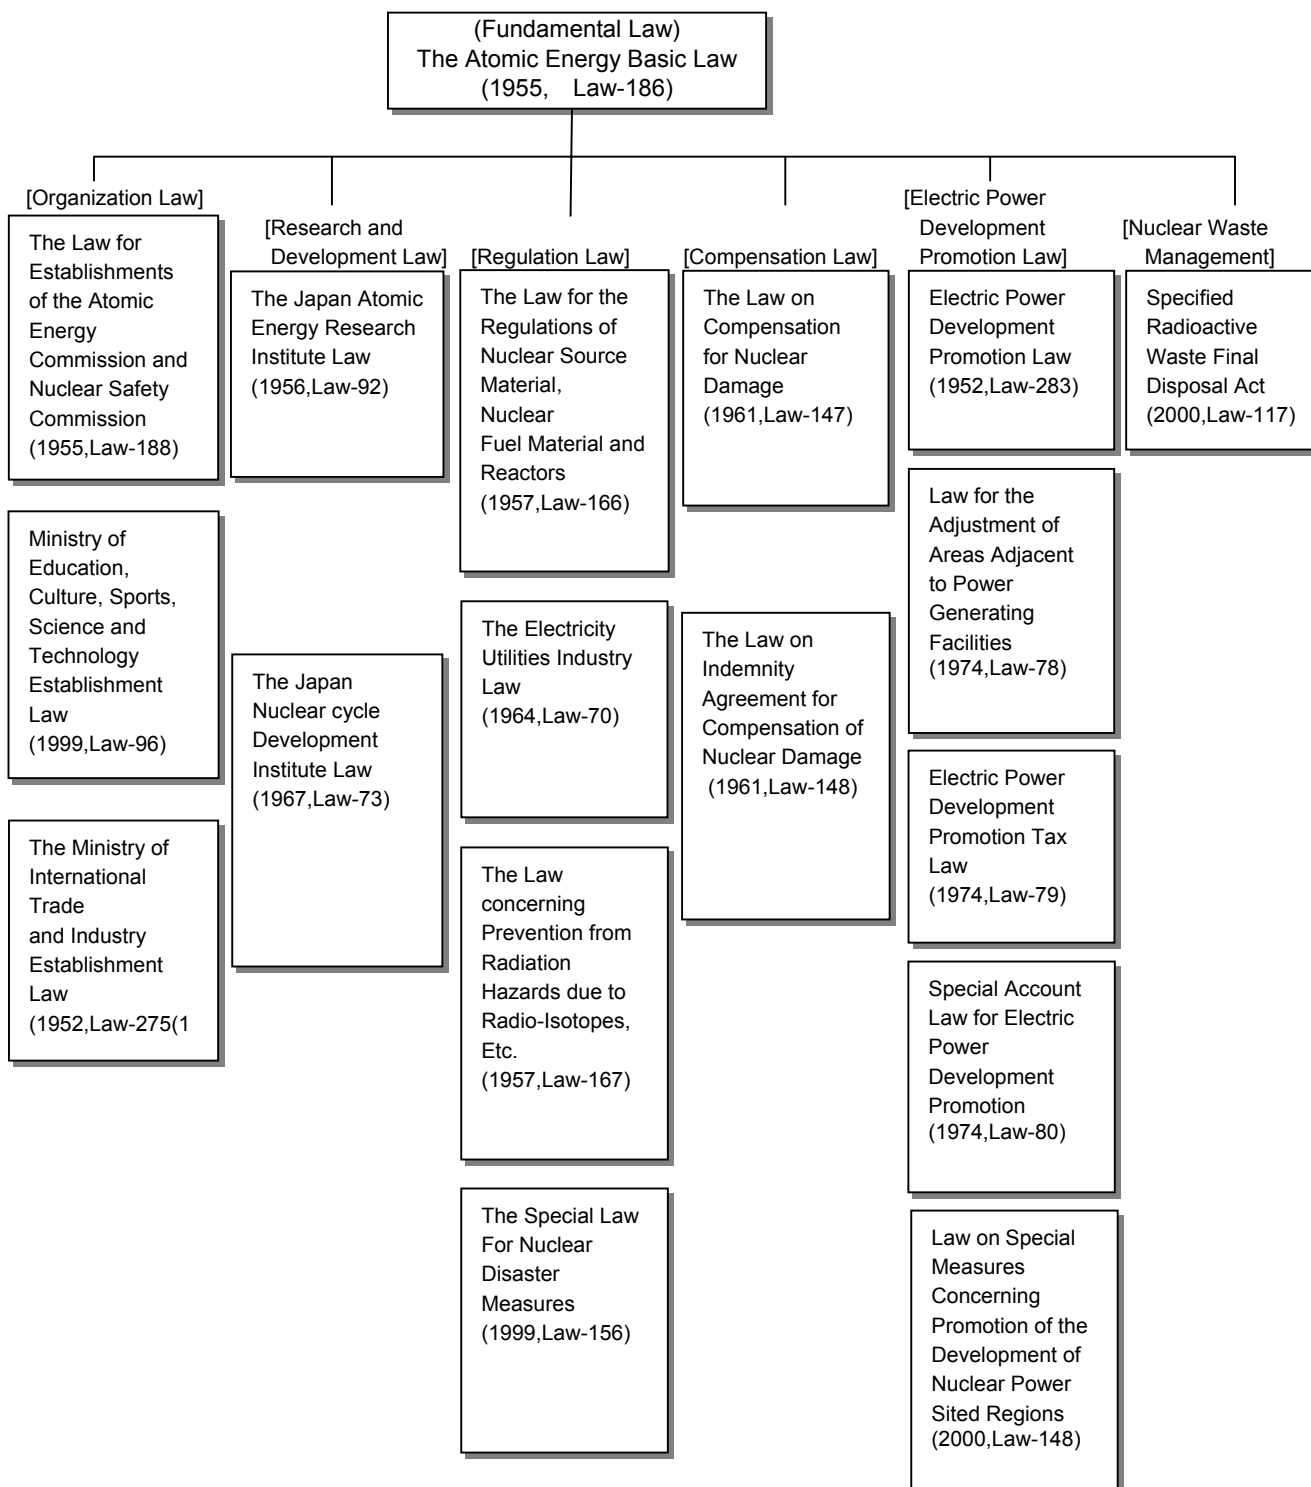 (Fundamental Law)
The Atomic Energy Basic Law
(1955, Law-186)
[Organization Law]
The Law for
Establishments
of the Atomic
Energy
Commission and
Nuclear Safety
Commission
(1955,Law-188)
Ministry of
Education,
Culture, Sports,
Science and
Technology
Establishment
Law
(1999,Law-96)
The Ministry of
International
Trade
and Industry
Establishment
Law
(1952,Law-275(1
[Research and
Development Law]
The Japan Atomic
Energy Research
Institute Law
(1956,Law-92)
The Japan
Nuclear cycle
Development
Institute Law
(1967,Law-73)
[Regulation Law]
The Law for the
Regulations of
Nuclear Source
Material,
Nuclear
Fuel Material and
Reactors
(1957,Law-166)
The Electricity
Utilities Industry
Law
(1964,Law-70)
The Law
concerning
Prevention from
Radiation
Hazards due to
Radio-Isotopes,
Etc.
(1957,Law-167)
The Special Law
For Nuclear
Disaster
Measures
(1999,Law-156)
[Compensation Law]
The Law on
Compensation
for Nuclear
Damage
(1961,Law-147)
The Law on
Indemnity
Agreement for
Compensation of
Nuclear Damage
(1961,Law-148)
[Electric Power
Development
Promotion Law]
Electric Power
Development
Promotion Law
(1952,Law-283)
Law for the
Adjustment of
Areas Adjacent
to Power
Generating
Facilities
(1974,Law-78)
Electric Power
Development
Promotion Tax
Law
(1974,Law-79)
Special Account
Law for Electric
Power
Development
Promotion
(1974,Law-80)
Law on Special
Measures
Concerning
Promotion of the
Development of
Nuclear Power
Sited Regions
(2000,Law-148)
[Nuclear Waste
Management]
Specified
Radioactive
Waste Final
Disposal Act
(2000,Law-117)